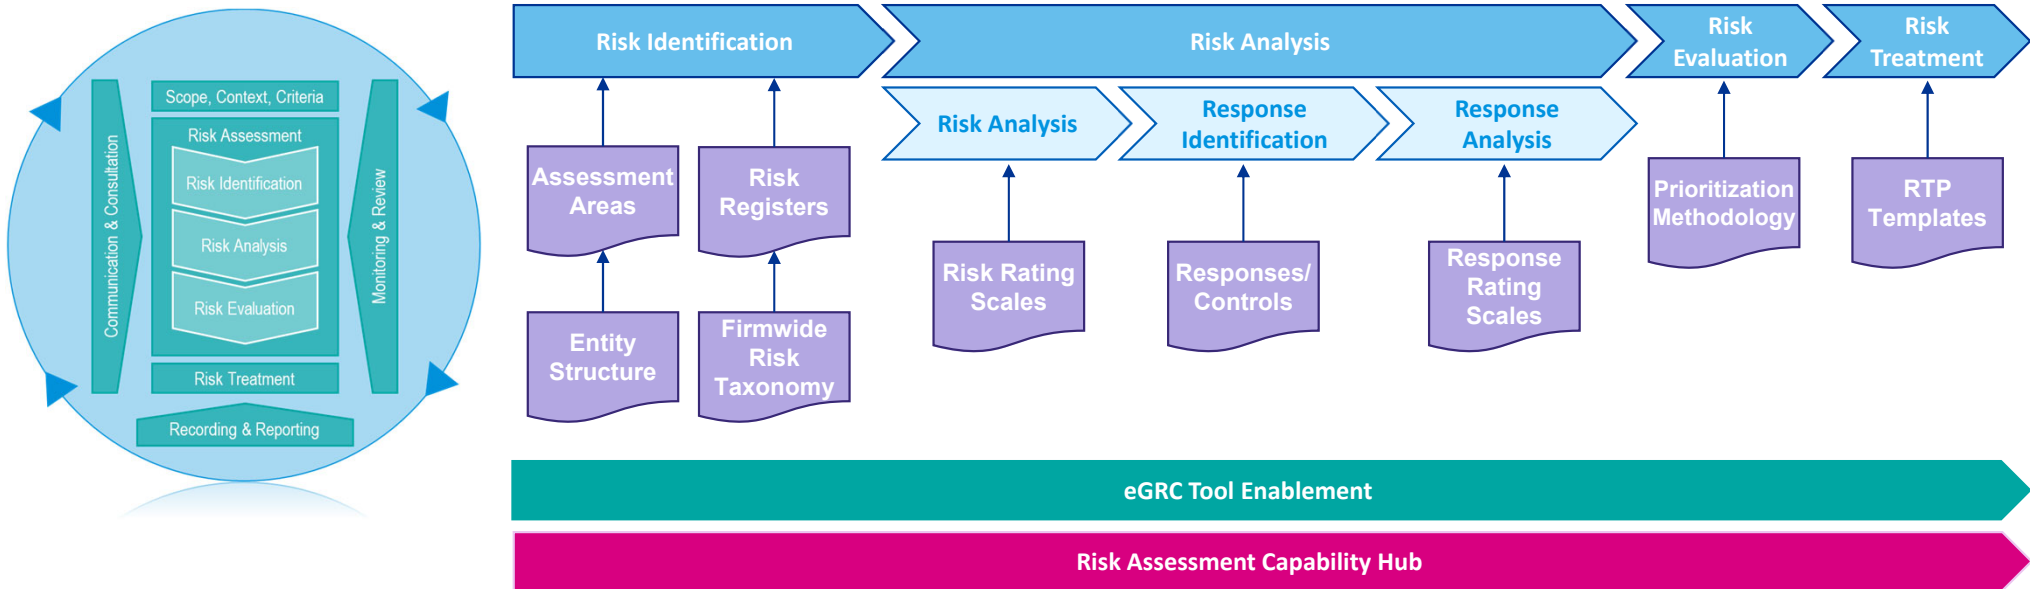 Scope, Context, Criteria
Risk Assessment
Risk Identification
Risk Analysis
Risk Evaluation
Risk Treatment
Recording & Reporting
Communication & Consultation
Monitoring & Review
Risk Identification
Risk Analysis
Risk
Evaluation
Risk
Treatment
Risk Analysis
Response
Identification
Response
Analysis
Assessment
Areas
Risk
Registers
Entity
Structure
Firmwide
Risk
Taxonomy
Risk Rating
Scales
Responses/
Controls
Response
Rating
Scales
Prioritization
Methodology
RTP
Templates
eGRC Tool Enablement
Risk Assessment Capability Hub